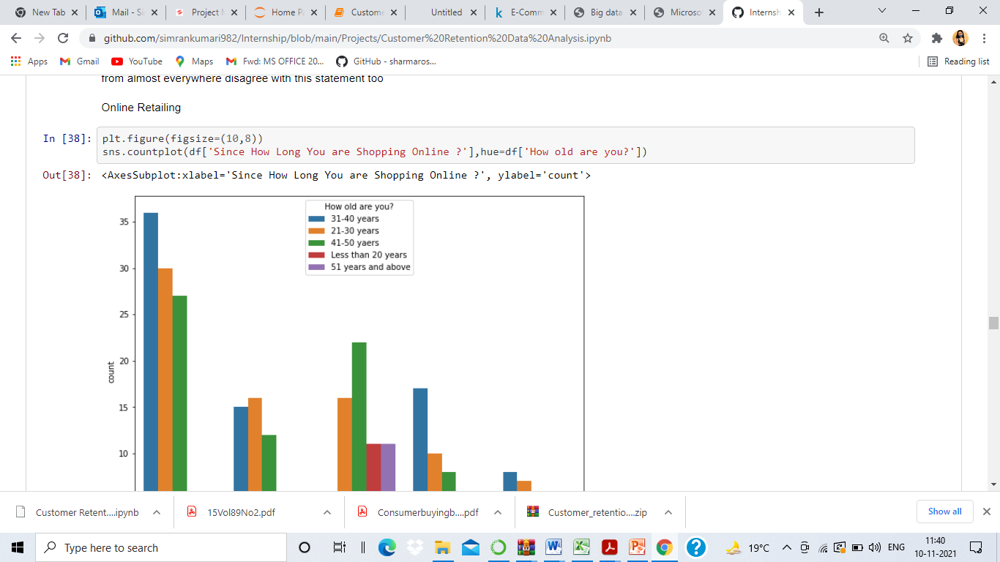 New Tab
Mail - Si
Project M
Home Pa
Custome
Untitled
E-Comm
Big data
Microso
Internsh
github.com/simrankumari982/Internship/blob/main/Projects/Customer%20Retention%20Data%20Analysis.ipynb
Apps
Gmail
YouTube
Maps
Fwd: MS OFFICE 20...
GitHub - sharmaros...
Reading list
from almost everywhere disagree with this statement too
Online Retailing
In [38]:
plt.figure(figsize=(10,8))
sns.countplot(df['Since How Long You are Shopping Online ?'],hue=df['How old are you?'])
Out[38]:
<AxesSubplot:xlabel='Since How Long You are Shopping Online ?', ylabel='count'>
How old are you?
31-40 years
21-30 years
41-50 yaers
Less than 20 years
51 years and above
35
30
25
20
15
10
count
Customer Retent....ipynb
15Vol89No2.pdf
Consumerbuyingb....pdf
Customer_retentio....zip
Show all
Type here to search
19°C
ENG
11:40
10-11-2021